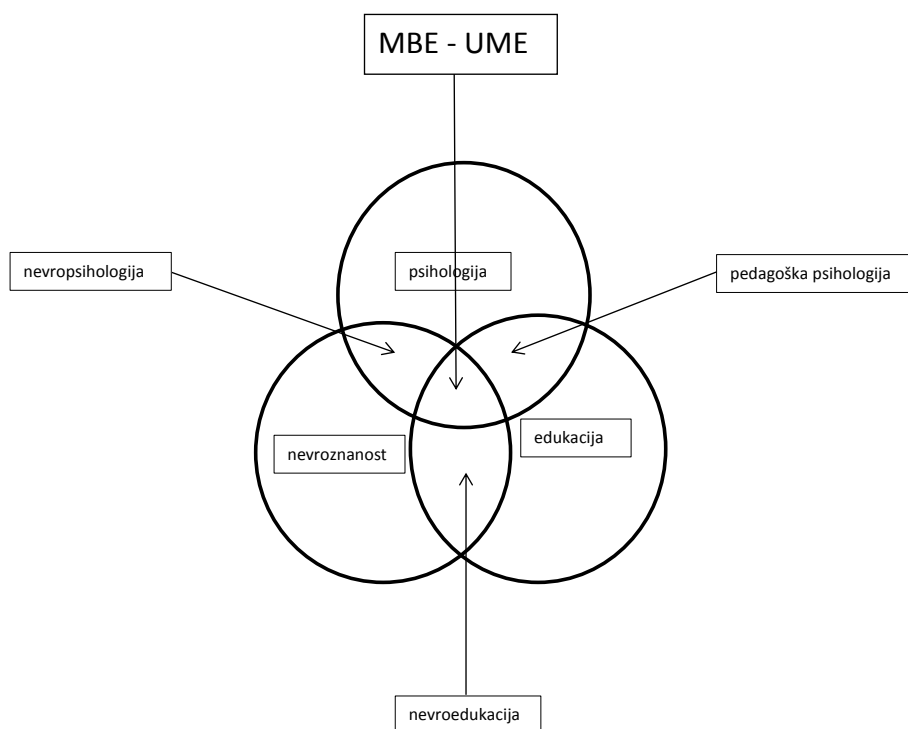 MBE - UME
nevropsihologija
psihologija
pedagoška psihologija
nevroznanost
edukacija
nevroedukacija